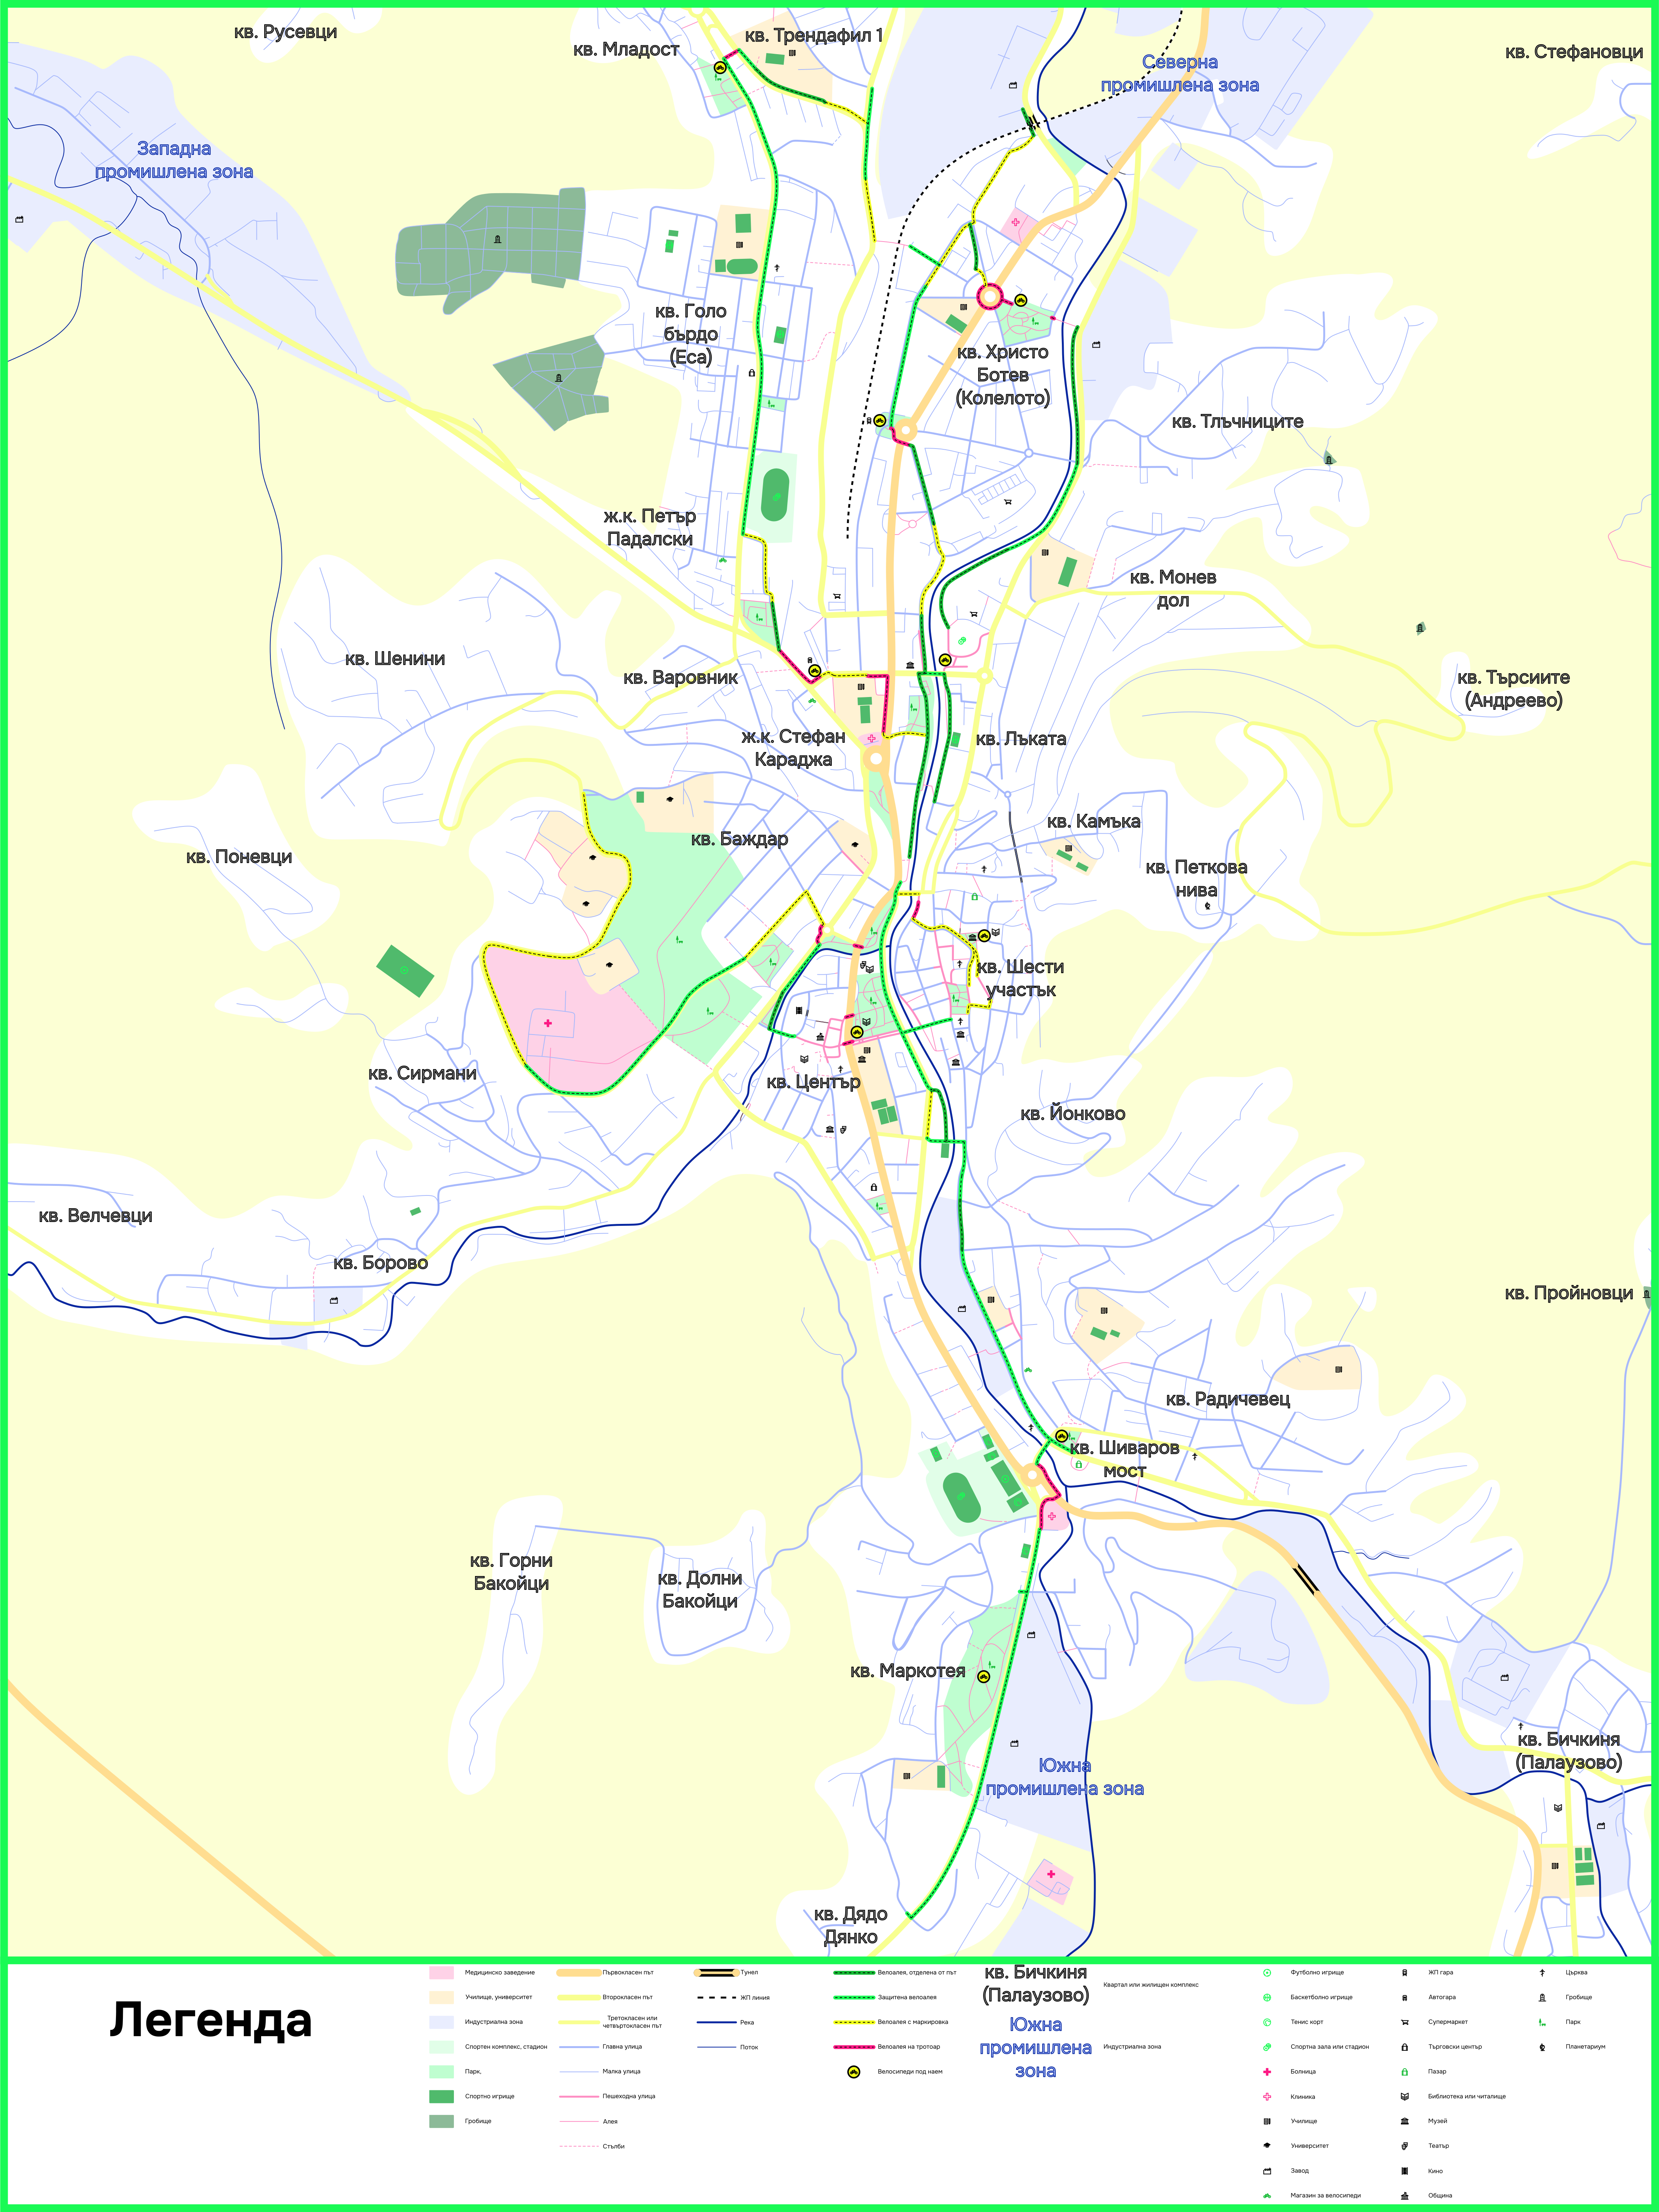 кв. Русевци
кв. Младост
кв. Трендафил 1
Северна
промишлена зона
кв. Стефановци
Западна
промишлена зона
кв. Голо
бърдо
(Еса)
кв. Христо
Ботев
(Колелото)
кв. Тлъчниците
ж.к. Петър
Падалски
кв. Монев
дол
кв. Шенини
кв. Варовник
кв. Търсиите
(Андреево)
ж.к. Стефан
Караджа
кв. Лъката
кв. Баждар
кв. Камъка
кв. Поневци
кв. Петкова
нива
кв. Шести
участък
кв. Сирмани
кв. Център
кв. Йонково
кв. Велчевци
кв. Борово
кв. Пройновци
кв. Радичевец
кв. Шиваров
мост
кв. Горни
Бакойци
кв. Долни
Бакойци
кв. Маркотея
кв. Бичкиня
(Палаузово)
Южна
промишлена зона
кв. Дядо
Дянко
Легенда
Медицинско заведение
Училище, университет
Индустриална зона
Спортен комплекс, стадион
Парк,
Спортно игрище
Гробище
Първокласен път
Второкласен път
Третокласен или
четвъртокласен път
Главна улица
Малка улица
Пешеходна улица
Алея
Стълби
Тунел
ЖП линия
Река
Поток
Велоалея, отделена от път
Защитена велоалея
Велоалея с маркировка
Велоалея на тротоар
Велосипеди под наем
кв. Бичкиня
(Палаузово)
Квартал или жилищен комплекс
Южна
промишлена
зона
Индустриална зона
Футболно игрище
Баскетболно игрище
Тенис корт
Спортна зала или стадион
Болница
Клиника
Училище
Университет
Завод
Магазин за велосипеди
ЖП гара
Автогара
Супермаркет
Търговски център
Пазар
Библиотека или читалище
Музей
Театър
Кино
Община
Църква
Гробище
Парк
Планетариум